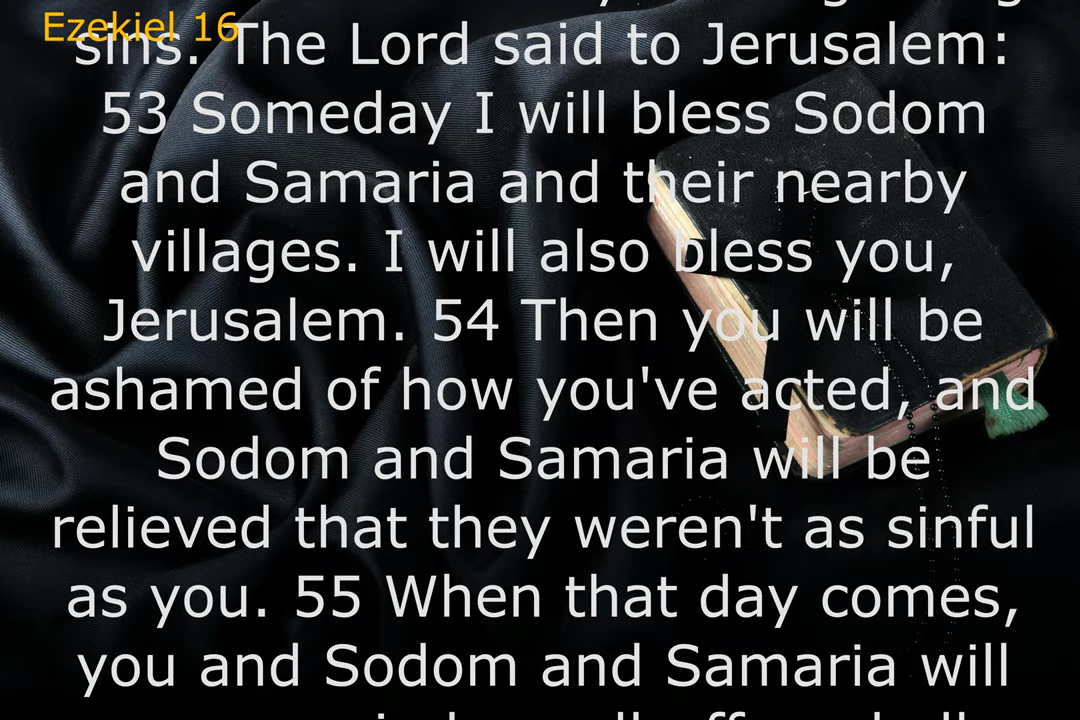 Ezekiel 16
sins. The Lord said to Jerusalem:
53 Someday I will bless Sodom
and Samaria and their nearby
villages. I will also bless you,
Jerusalem. 54 Then you will be
ashamed of how you've acted, and
Sodom and Samaria will be
relieved that they weren't as sinful
as you. 55 When that day comes,
you and Sodom and Samaria will